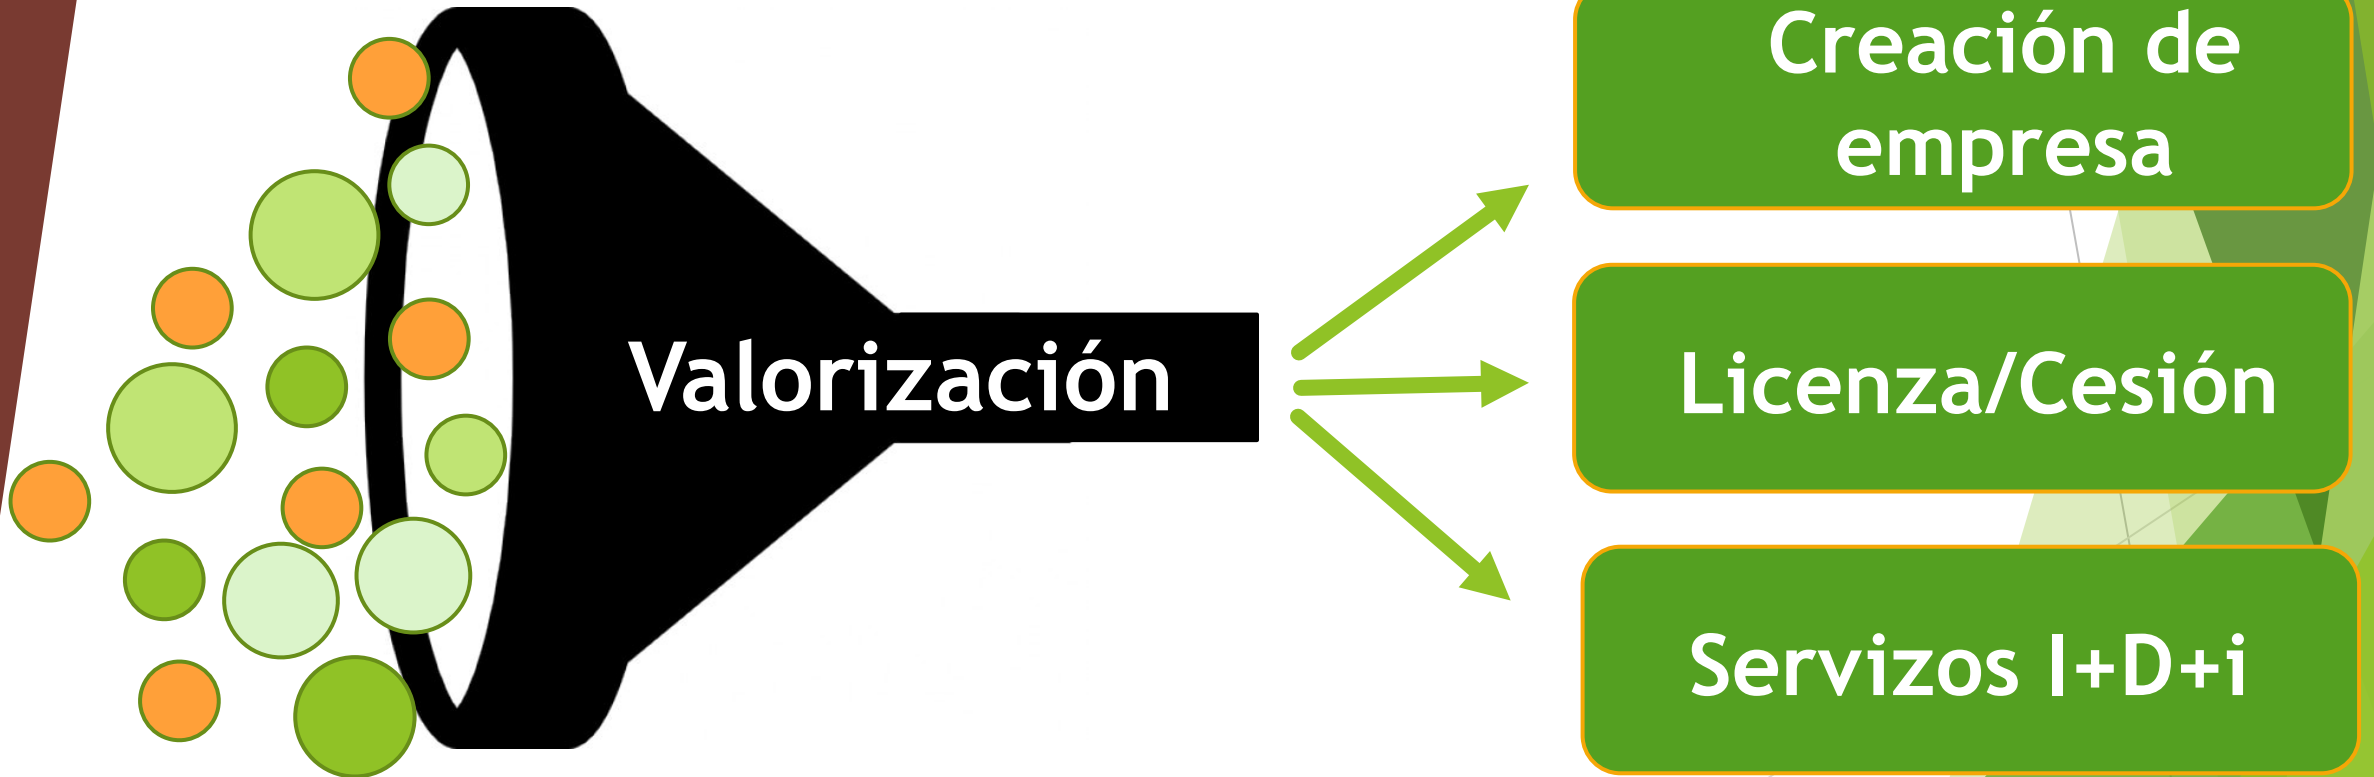 Valorización
Creación de
empresa
Licenza/Cesión
Servizos I+D+i